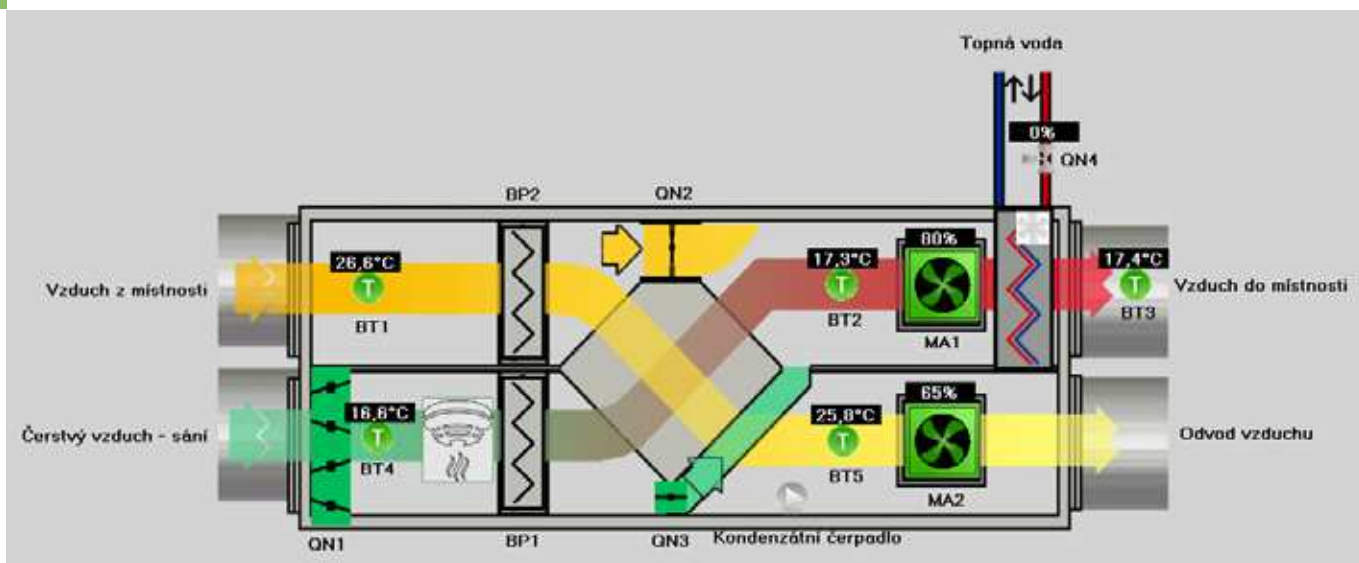 Topná voda
0%
QN4
BP2
QN2
26,6°C
T
BT1
17,3°C
T
BT2
80%
MA1
17,4°C
T
BT3
Vzduch z místnosti
Vzduch do místnosti
Čerstvý vzduch - sání
16,6°C
T
BT4
25,8°C
T
BT5
65%
MA2
Odvod vzduchu
QN1
BP1
QN3
Kondenzátní čerpadlo